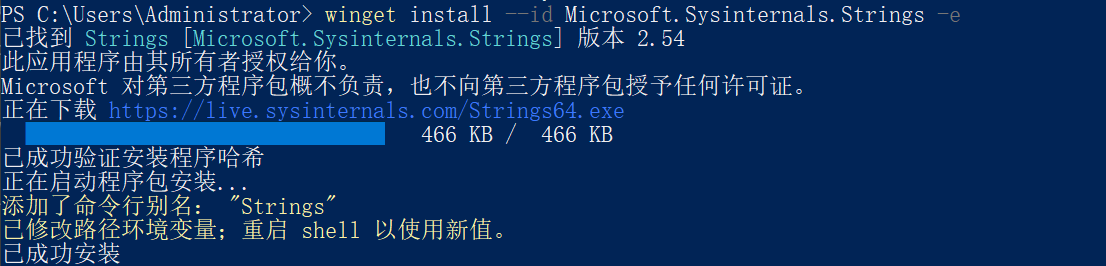 PS C:\Users\Administrator> winget install --id Microsoft.Sysinternals.Strings -e
已找到 Strings [Microsoft.Sysinternals.Strings] 版本 2.54
此应用程序由其所有者授权给你。
Microsoft 对第三方程序包概不负责，也不向第三方程序包授予任何许可证。
正在下载 https://live.sysinternals.com/Strings64.exe
466 KB / 466 KB
已成功验证安装程序哈希
正在启动程序包安装...
添加了命令行别名： "Strings"
已修改路径环境变量；重启 shell 以使用新值。
已成功安装